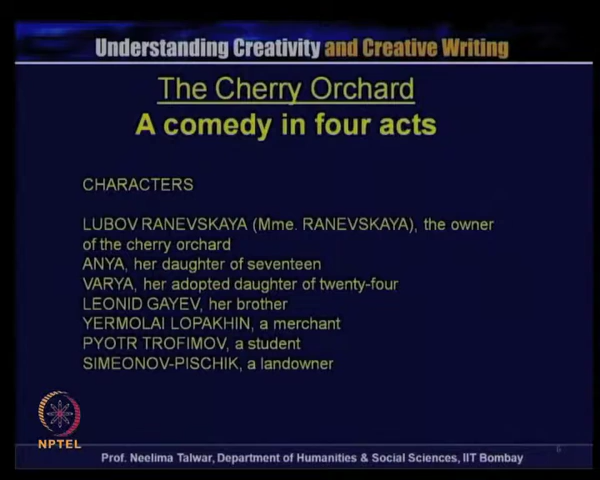 Understanding Creativity and Creative Writing
The Cherry Orchard
A comedy in four acts
CHARACTERS
LUBOV RANEVSKAYA (Mme. RANEVSKAYA), the owner
of the cherry orchard
ANYA, her daughter of seventeen
VARYA, her adopted daughter of twenty-four
LEONID GAYEV, her brother
YERMOLAI LOPAKHIN, a merchant
PYOTR TROFIMOV, a student
SIMEONOV-PISCHIK, a landowner
NPTEL
6
Prof. Neelima Talwar, Department of Humanities & Social Sciences, IIT Bombay